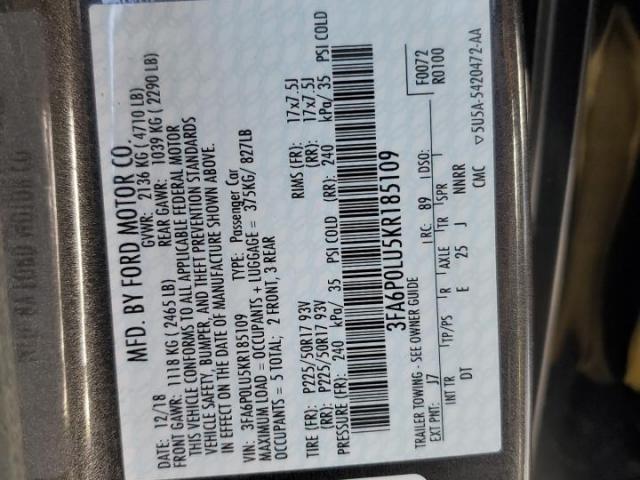 MFD. BY FORD MOTOR CO.
DATE: 12/18 GVWR: 2136 KG ( 4710 LB)
FRONT GAWR: 1118 KG ( 2465 LB) REAR GAWR: 1039 KG ( 2290 LB)
THIS VEHICLE CONFORMS TO ALL APPLICABLE FEDERAL MOTOR
VEHICLE SAFETY, BUMPER, AND THEFT PREVENTION STANDARDS
IN EFFECT ON THE DATE OF MANUFACTURE SHOWN ABOVE.
VIN: 3FA6P0LU5KR185109 TYPE: Passenger Car
MAXIMUM LOAD = OCCUPANTS + LUGGAGE = 375KG/ 827LB
OCCUPANTS = 5 TOTAL; 2 FRONT, 3 REAR
TIRE (FR): P225/50R17 93V RIMS (FR): 17x7.5J
(RR): P225/50R17 93V (RR): 17x7.5J
PRESSURE (FR): 240 kPa/ 35 PSI COLD (RR): 240 kPa/ 35 PSI COLD
3FA6P0LU5KR185109
TRAILER TOWING - SEE OWNER GUIDE F0072
EXT PNT: J7 RC: 89 DSO: R0100
INT TR TP/PS R AXLE TR SPR
DT E 25 J NNRR
CMC ▽5U5A-5420472-AA